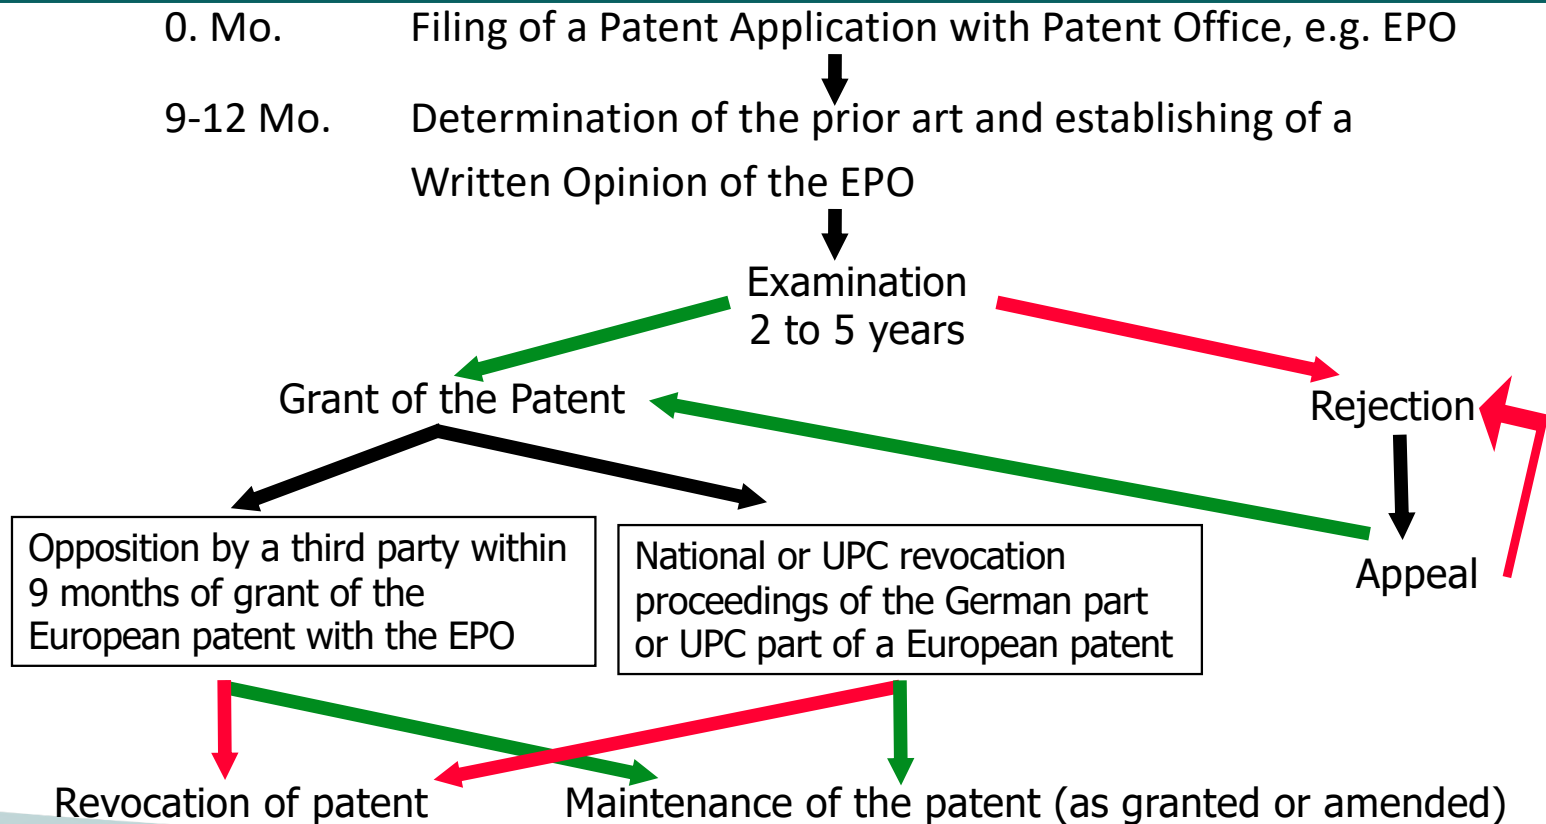 0. Mo. Filing of a Patent Application with Patent Office, e.g. EPO
9-12 Mo. Determination of the prior art and establishing of a
Written Opinion of the EPO
Examination
2 to 5 years
Grant of the Patent
Rejection
Appeal
Opposition by a third party within
9 months of grant of the
European patent with the EPO
National or UPC revocation
proceedings of the German part
or UPC part of a European patent
Revocation of patent
Maintenance of the patent (as granted or amended)